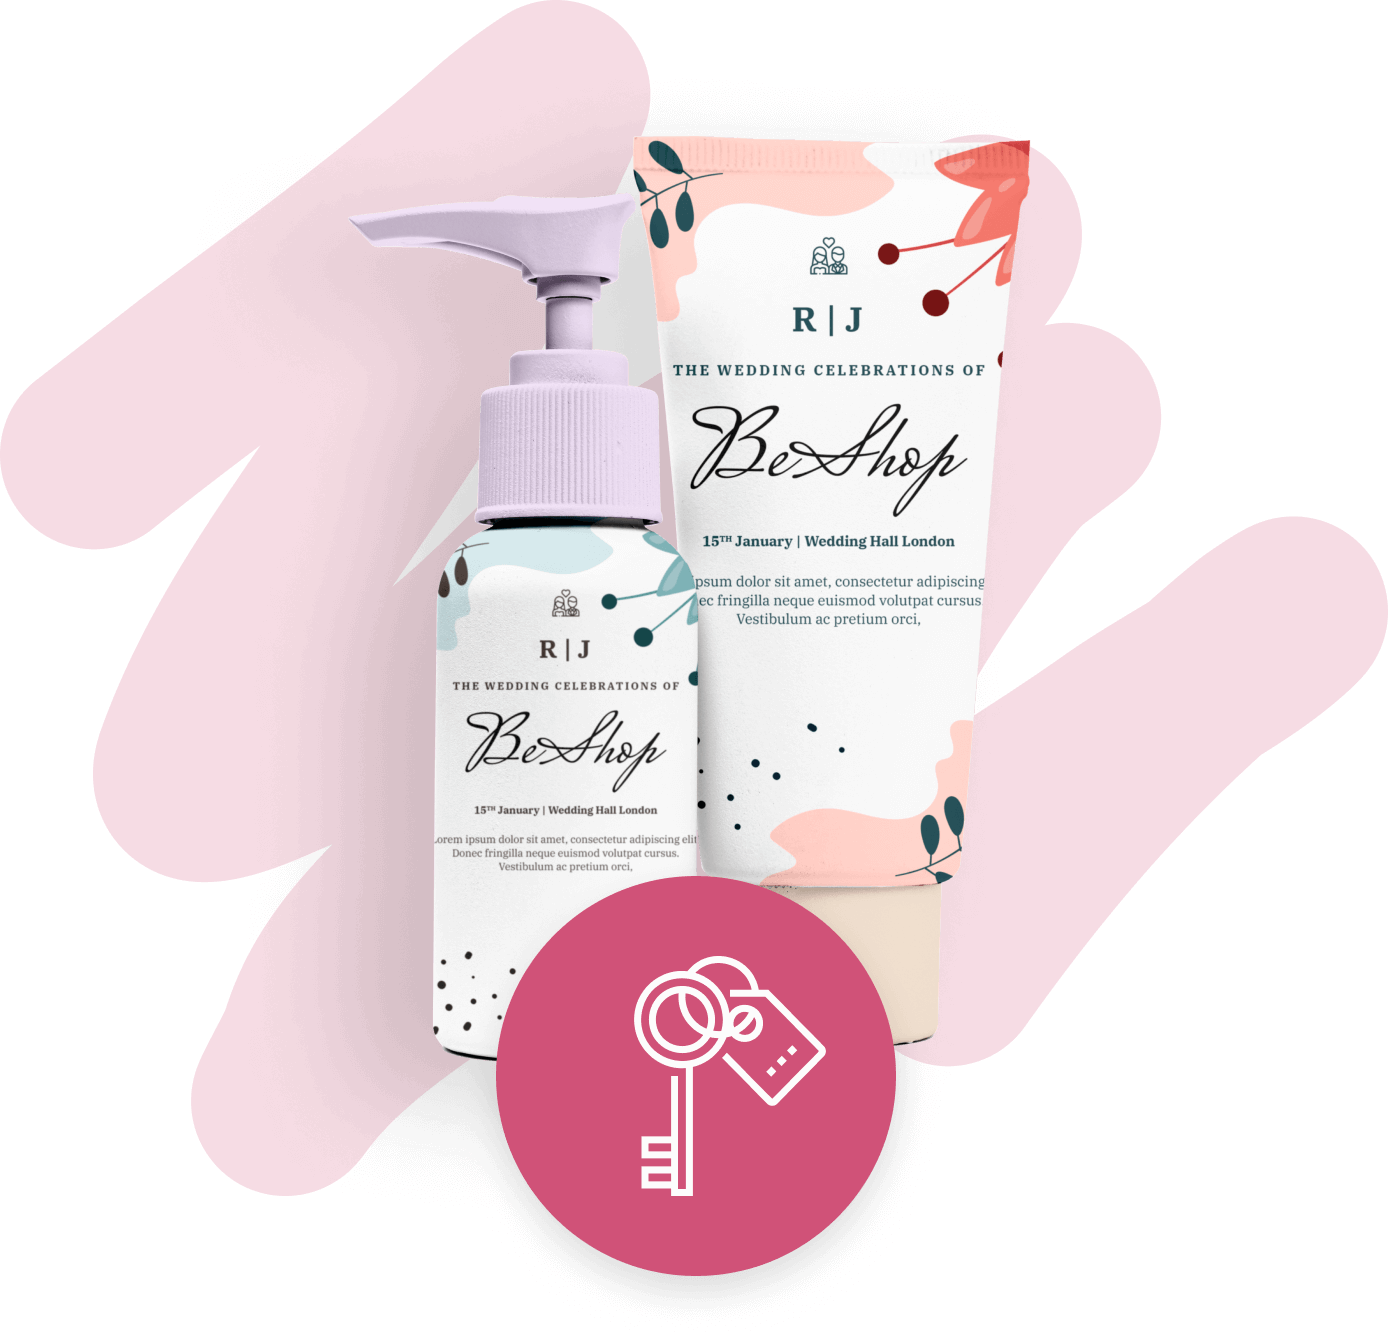 R | J
THE WEDDING CELEBRATIONS OF
BeShop
15TH January | Wedding Hall London
ipsum dolor sit amet, consectetur adipiscing
ec fringilla neque euismod volutpat cursus.
Vestibulum ac pretium orci,
R | J
THE WEDDING CELEBRATIONS OF
BeShop
15TH January | Wedding Hall London
Lorem ipsum dolor sit amet, consectetur adipiscing elit
Donec fringilla neque euismod volutpat cursus.
Vestibulum ac pretium orci,